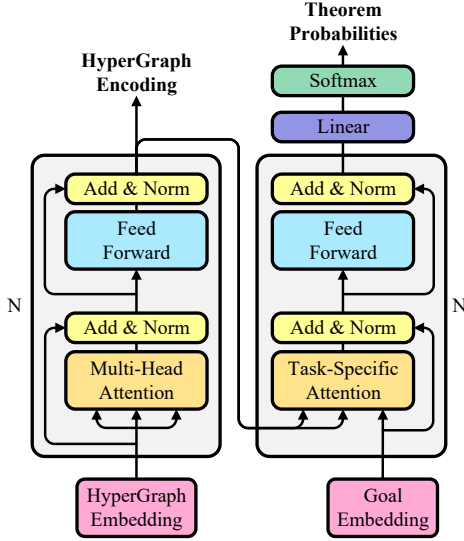 HyperGraph
Encoding
Add & Norm
Feed
Forward
N
Add & Norm
Multi-Head
Attention
HyperGraph
Embedding
Theorem
Probabilities
Softmax
Linear
Add & Norm
Feed
Forward
N
Add & Norm
Task-Specific
Attention
Goal
Embedding